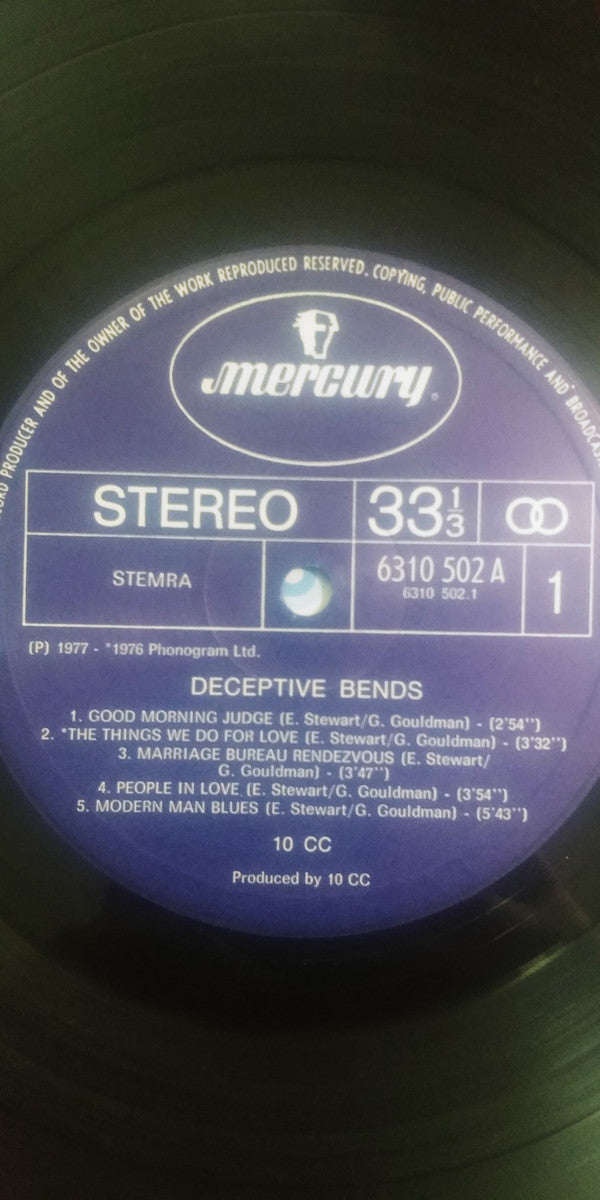 ORD PRODUCER AND OF THE OWNER OF THE WORK REPRODUCED RESERVED. COPYING, PUBLIC PERFORMANCE AND BROADCAS
mercury®
STEREO 33 1/3
STEMRA 6310 502 A 1
6310 502.1
(P) 1977 - *1976 Phonogram Ltd.
DECEPTIVE BENDS
1. GOOD MORNING JUDGE (E. Stewart/G. Gouldman) - (2'54'')
2. *THE THINGS WE DO FOR LOVE (E. Stewart/G. Gouldman) - (3'32'')
3. MARRIAGE BUREAU RENDEZVOUS (E. Stewart/
G. Gouldman) - (3'47'')
4. PEOPLE IN LOVE (E. Stewart/G. Gouldman) - (3'54'')
5. MODERN MAN BLUES (E. Stewart/G. Gouldman) - (5'43'')
10 CC
Produced by 10 CC